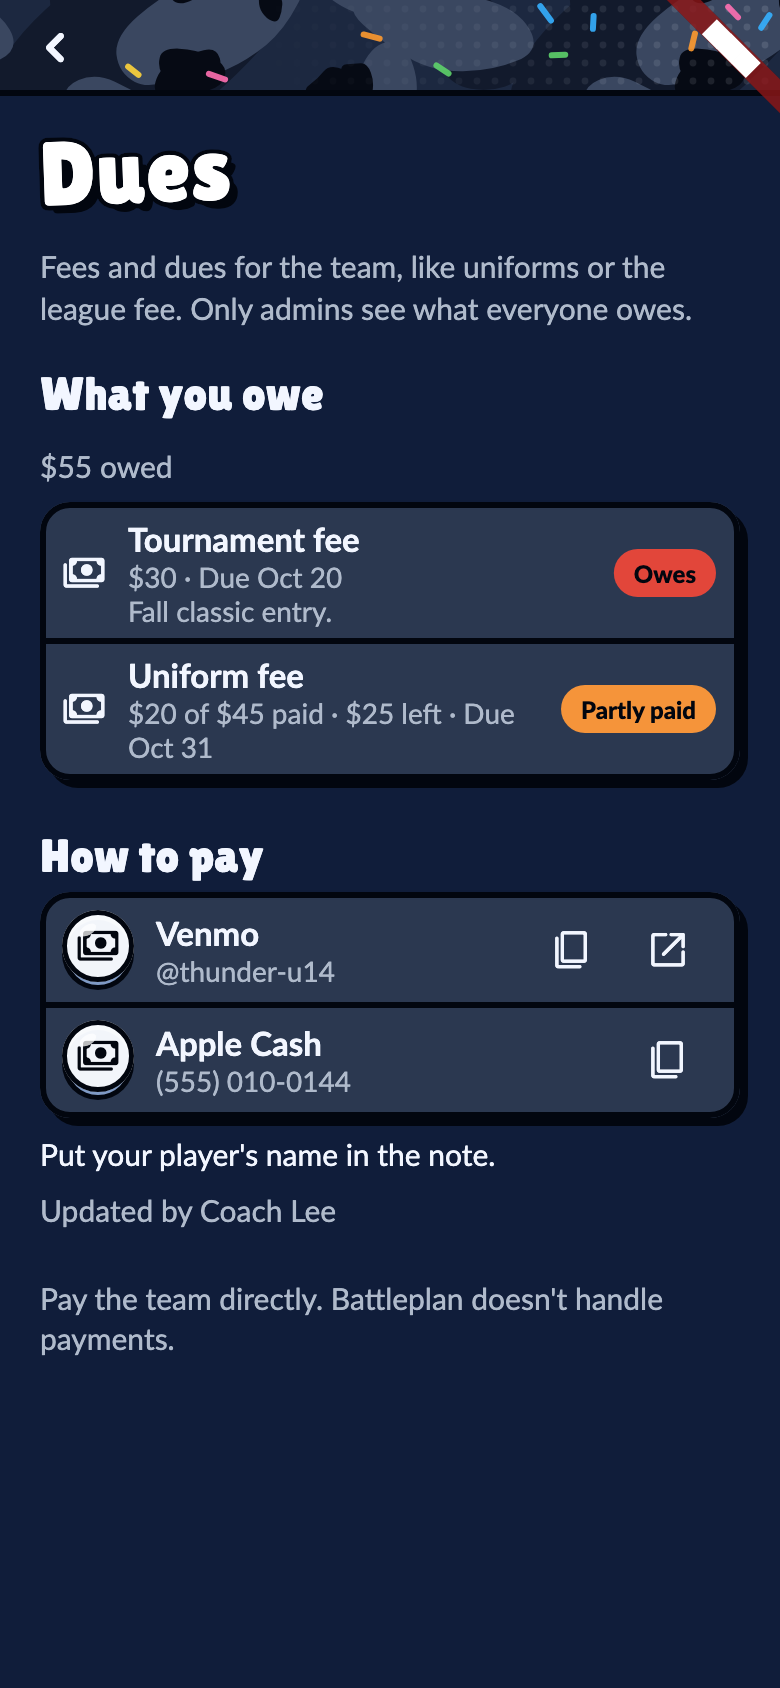 Dues
Fees and dues for the team, like uniforms or the
league fee. Only admins see what everyone owes.
What you owe
$55 owed
Tournament fee
$30 · Due Oct 20
Fall classic entry.
Owes
Uniform fee
$20 of $45 paid · $25 left · Due
Oct 31
Partly paid
How to pay
Venmo
@thunder-u14
Apple Cash
(555) 010-0144
Put your player's name in the note.
Updated by Coach Lee
Pay the team directly. Battleplan doesn't handle
payments.